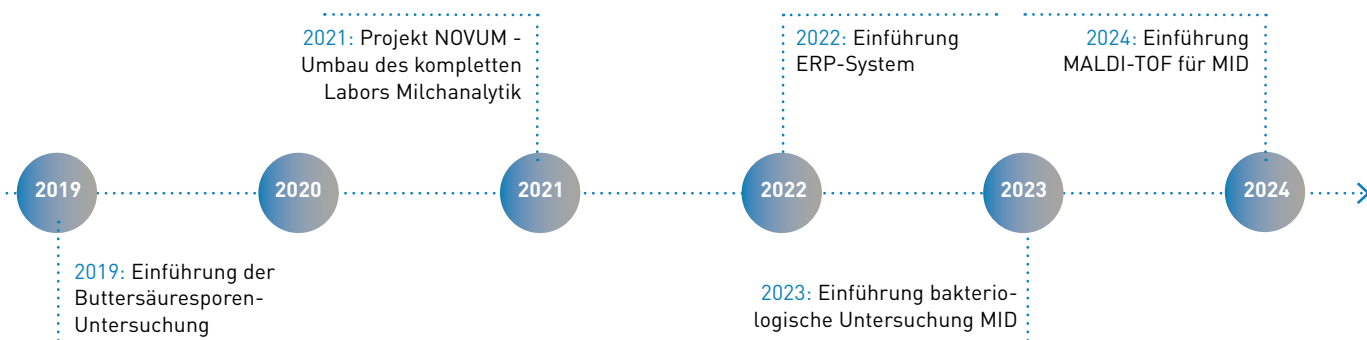 2021: Projekt NOVUM -
Umbau des kompletten
Labors Milchanalytik
2022: Einführung
ERP-System
2024: Einführung
MALDI-TOF für MID
2019
2020
2021
2022
2023
2024
2019: Einführung der
Buttersäuresporen-
Untersuchung
2023: Einführung bakterio-
logische Untersuchung MID